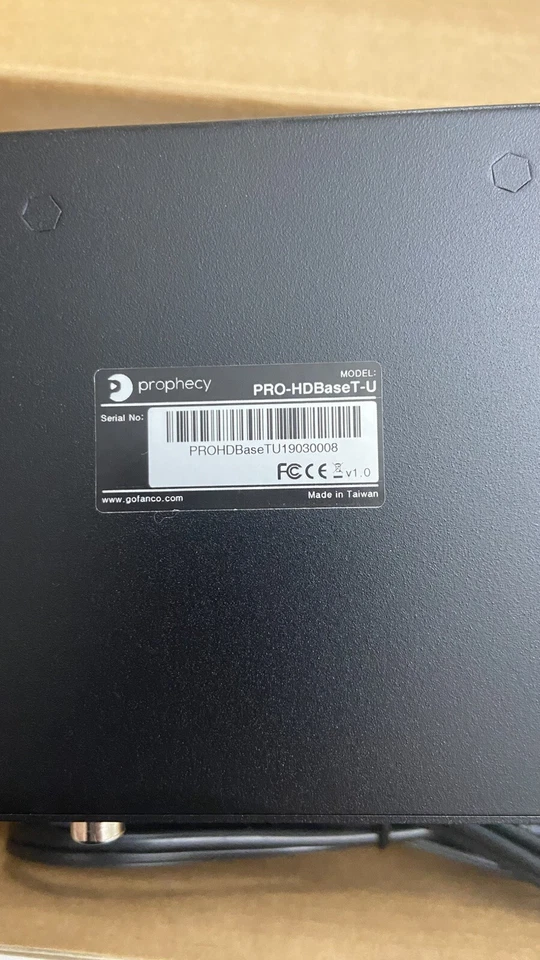 prophecy
MODEL:
PRO-HDBaseT-U
Serial No:
PROHDBaseTU19030008
FC CE v1.0
www.gofanco.com
Made in Taiwan